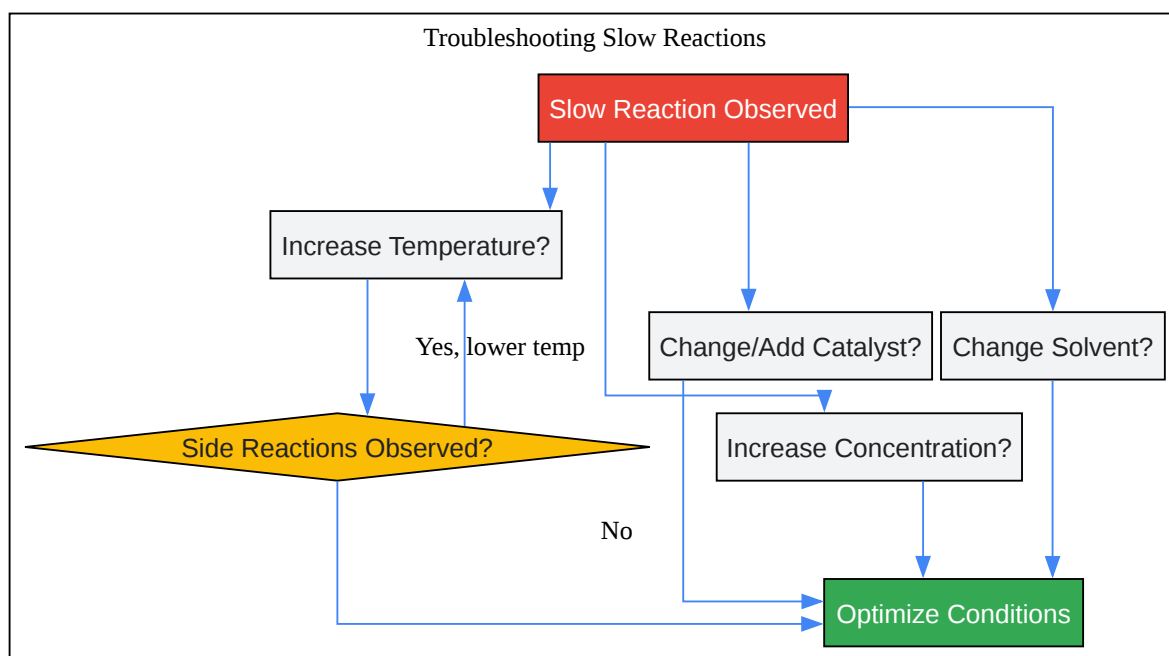 Troubleshooting Slow Reactions
Slow Reaction Observed
Increase Temperature?
Yes, lower temp
Change/Add Catalyst?
Change Solvent?
Side Reactions Observed?
Increase Concentration?
No
Optimize Conditions